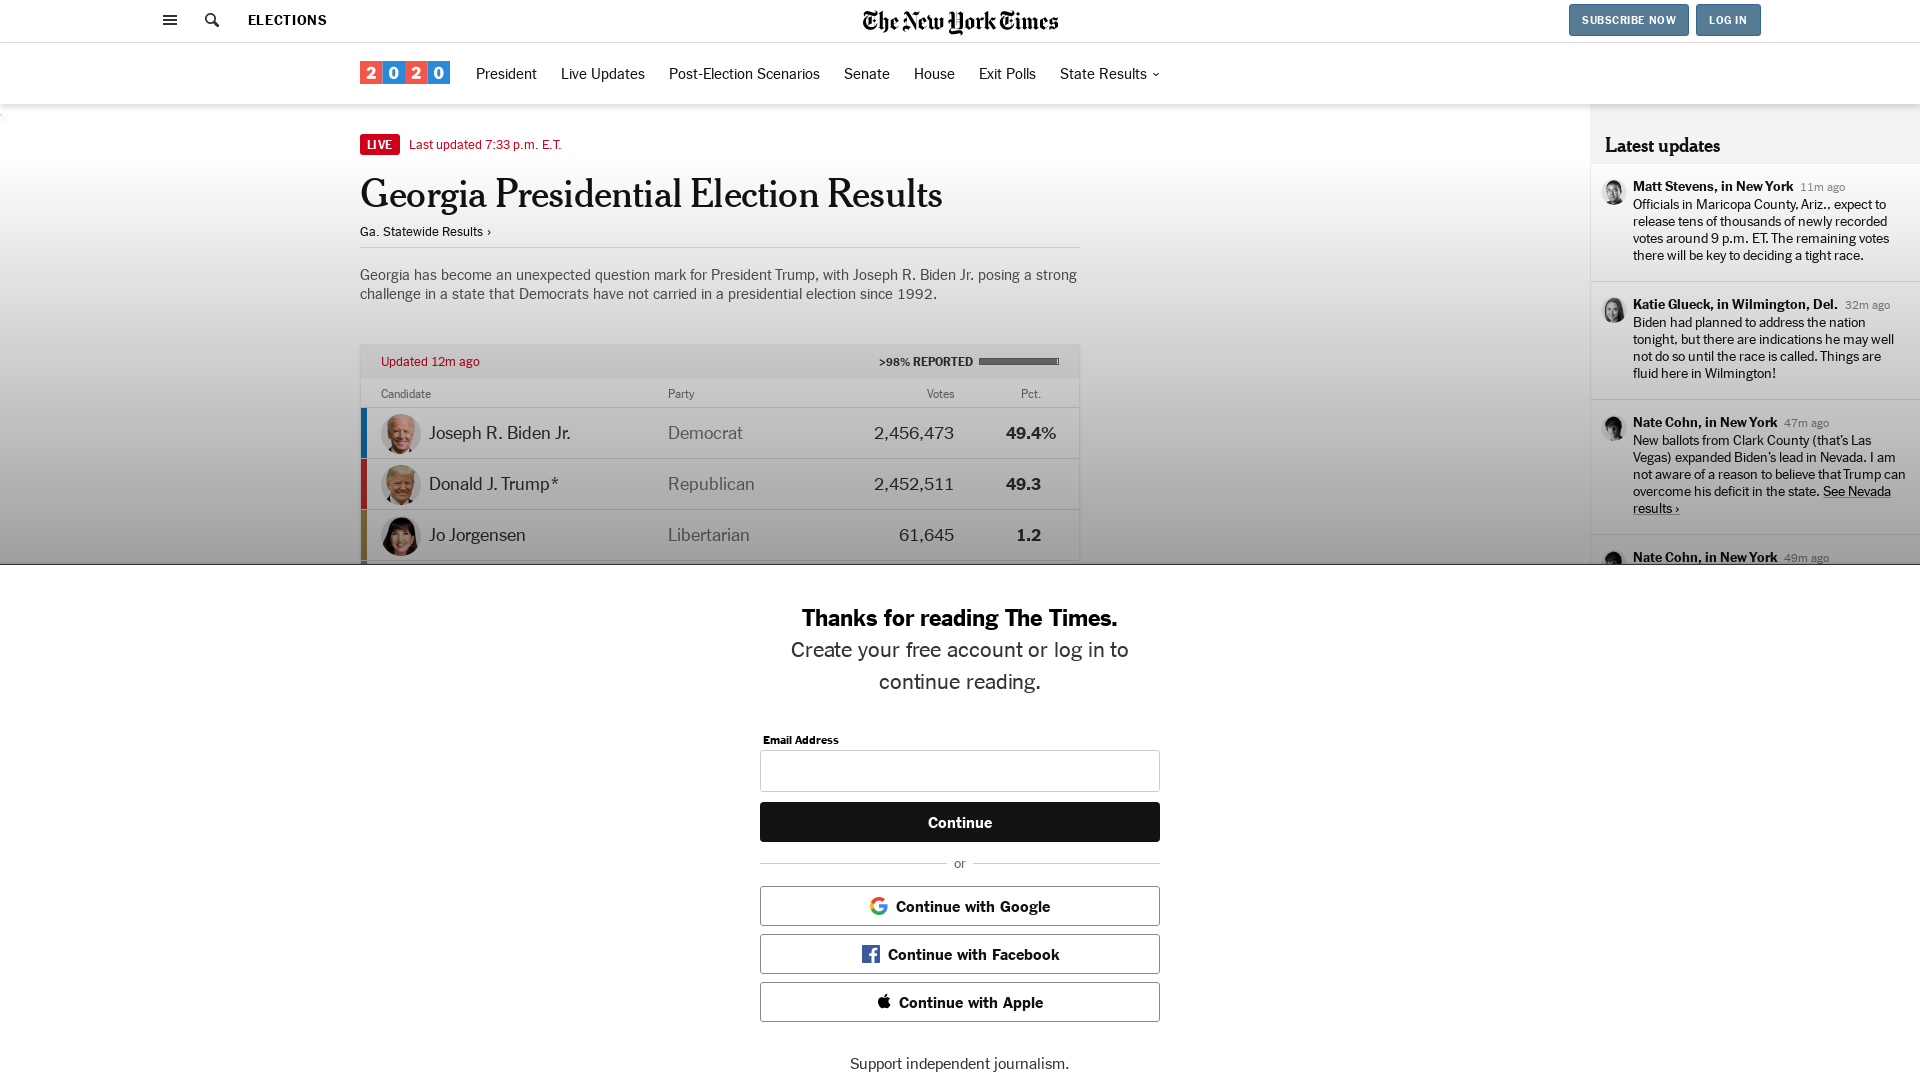 ELECTIONS
The New York Times
SUBSCRIBE NOW
LOG IN
2020
President
Live Updates
Post-Election Scenarios
Senate
House
Exit Polls
State Results
LIVE
Last updated 7:33 p.m. E.T.
Georgia Presidential Election Results
Ga. Statewide Results ›
Georgia has become an unexpected question mark for President Trump, with Joseph R. Biden Jr. posing a strong
challenge in a state that Democrats have not carried in a presidential election since 1992.
Updated 12m ago
>98% REPORTED
Candidate Party Votes Pct.
Joseph R. Biden Jr. Democrat 2,456,473 49.4%
Donald J. Trump* Republican 2,452,511 49.3
Jo Jorgensen Libertarian 61,645 1.2
Latest updates
Matt Stevens, in New York 11m ago
Officials in Maricopa County, Ariz., expect to
release tens of thousands of newly recorded
votes around 9 p.m. ET. The remaining votes
there will be key to deciding a tight race.
Katie Glueck, in Wilmington, Del. 32m ago
Biden had planned to address the nation
tonight, but there are indications he may well
not do so until the race is called. Things are
fluid here in Wilmington!
Nate Cohn, in New York 47m ago
New ballots from Clark County (that’s Las
Vegas) expanded Biden’s lead in Nevada. I am
not aware of a reason to believe that Trump can
overcome his deficit in the state. See Nevada
results ›
Nate Cohn, in New York 49m ago
Thanks for reading The Times.
Create your free account or log in to
continue reading.
Email Address
Continue
or
Continue with Google
Continue with Facebook
Continue with Apple
Support independent journalism.